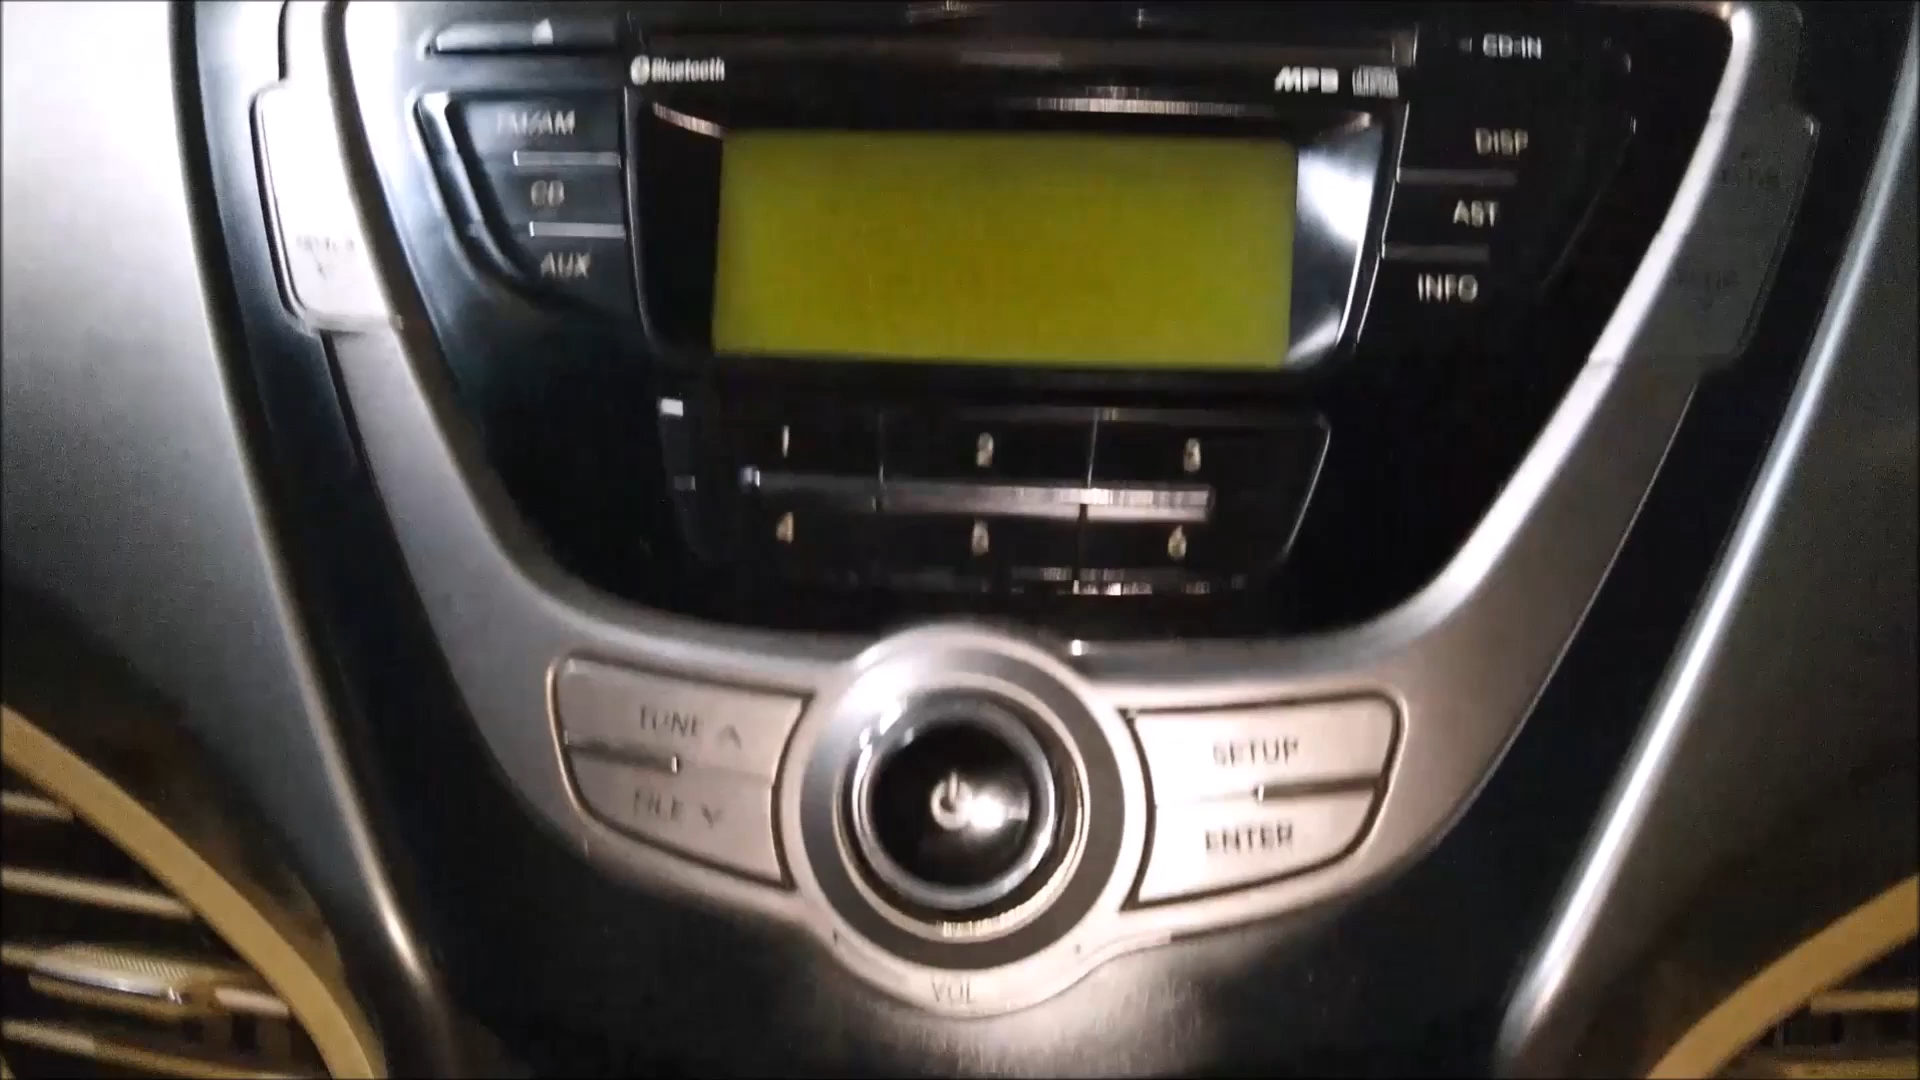 CD-IN
Bluetooth
MP3
FM/AM
DISP
CD
AST
AUX
INFO
1
2
3
4
5
6
TUNE ∧
SETUP
FILE ∨
ENTER
VOL